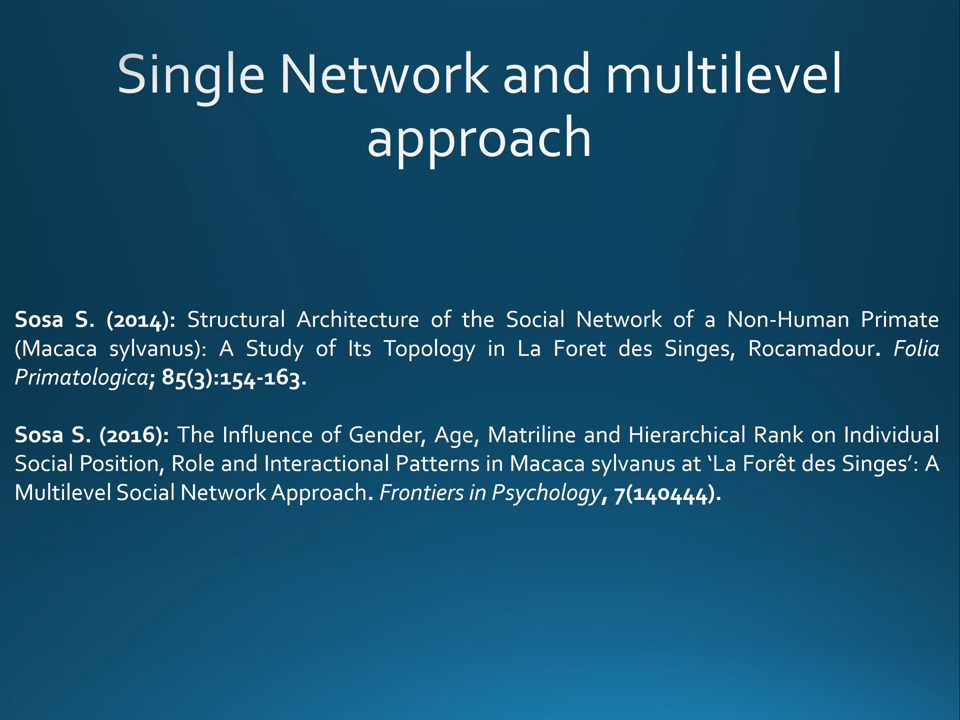 Single Network and multilevel
approach
Sosa S. (2014): Structural Architecture of the Social Network of a Non-Human Primate
(Macaca sylvanus): A Study of Its Topology in La Foret des Singes, Rocamadour. Folia
Primatologica; 85(3):154-163.
Sosa S. (2016): The Influence of Gender, Age, Matriline and Hierarchical Rank on Individual
Social Position, Role and Interactional Patterns in Macaca sylvanus at ‘La Forêt des Singes’: A
Multilevel Social Network Approach. Frontiers in Psychology, 7(140444).